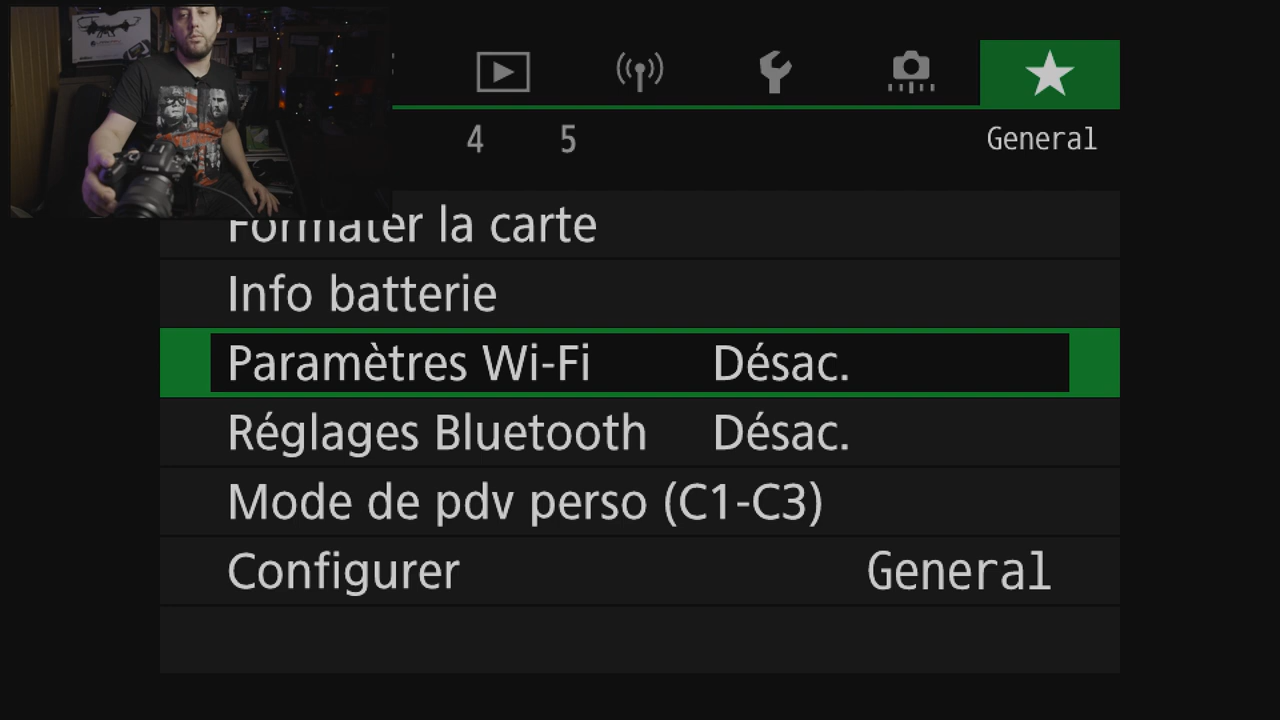 4 5
General
Formater la carte
Info batterie
Paramètres Wi-Fi Désac.
Réglages Bluetooth Désac.
Mode de pdv perso (C1-C3)
Configurer General